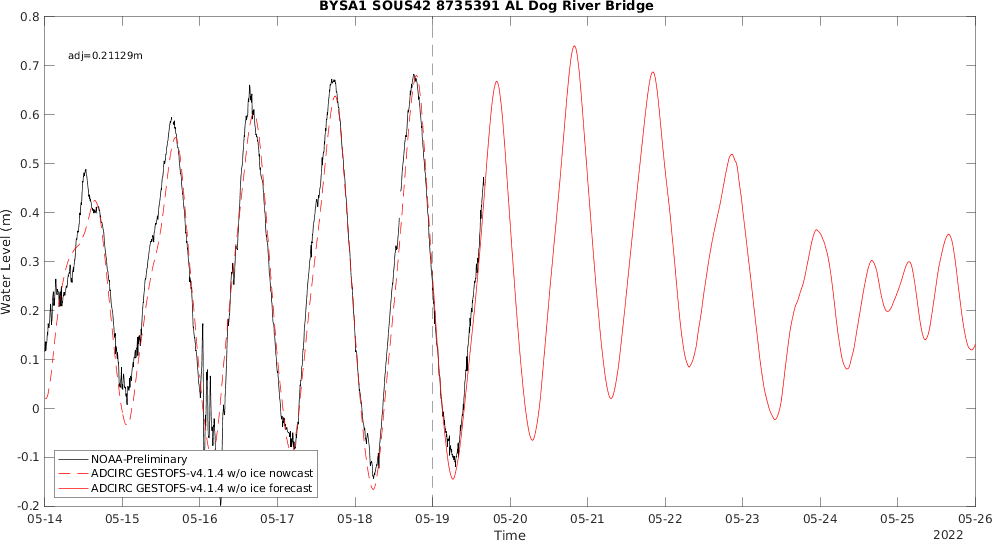 BYSA1 SOUS42 8735391 AL Dog River Bridge
0.8
0.7
0.6
0.5
0.4
0.3
0.2
0.1
0
-0.1
-0.2
Water Level (m)
adj=0.21129m
NOAA-Preliminary
ADCIRC GESTOFS-v4.1.4 w/o ice nowcast
ADCIRC GESTOFS-v4.1.4 w/o ice forecast
05-14 05-15 05-16 05-17 05-18 05-19 05-20 05-21 05-22 05-23 05-24 05-25 05-26
Time
2022